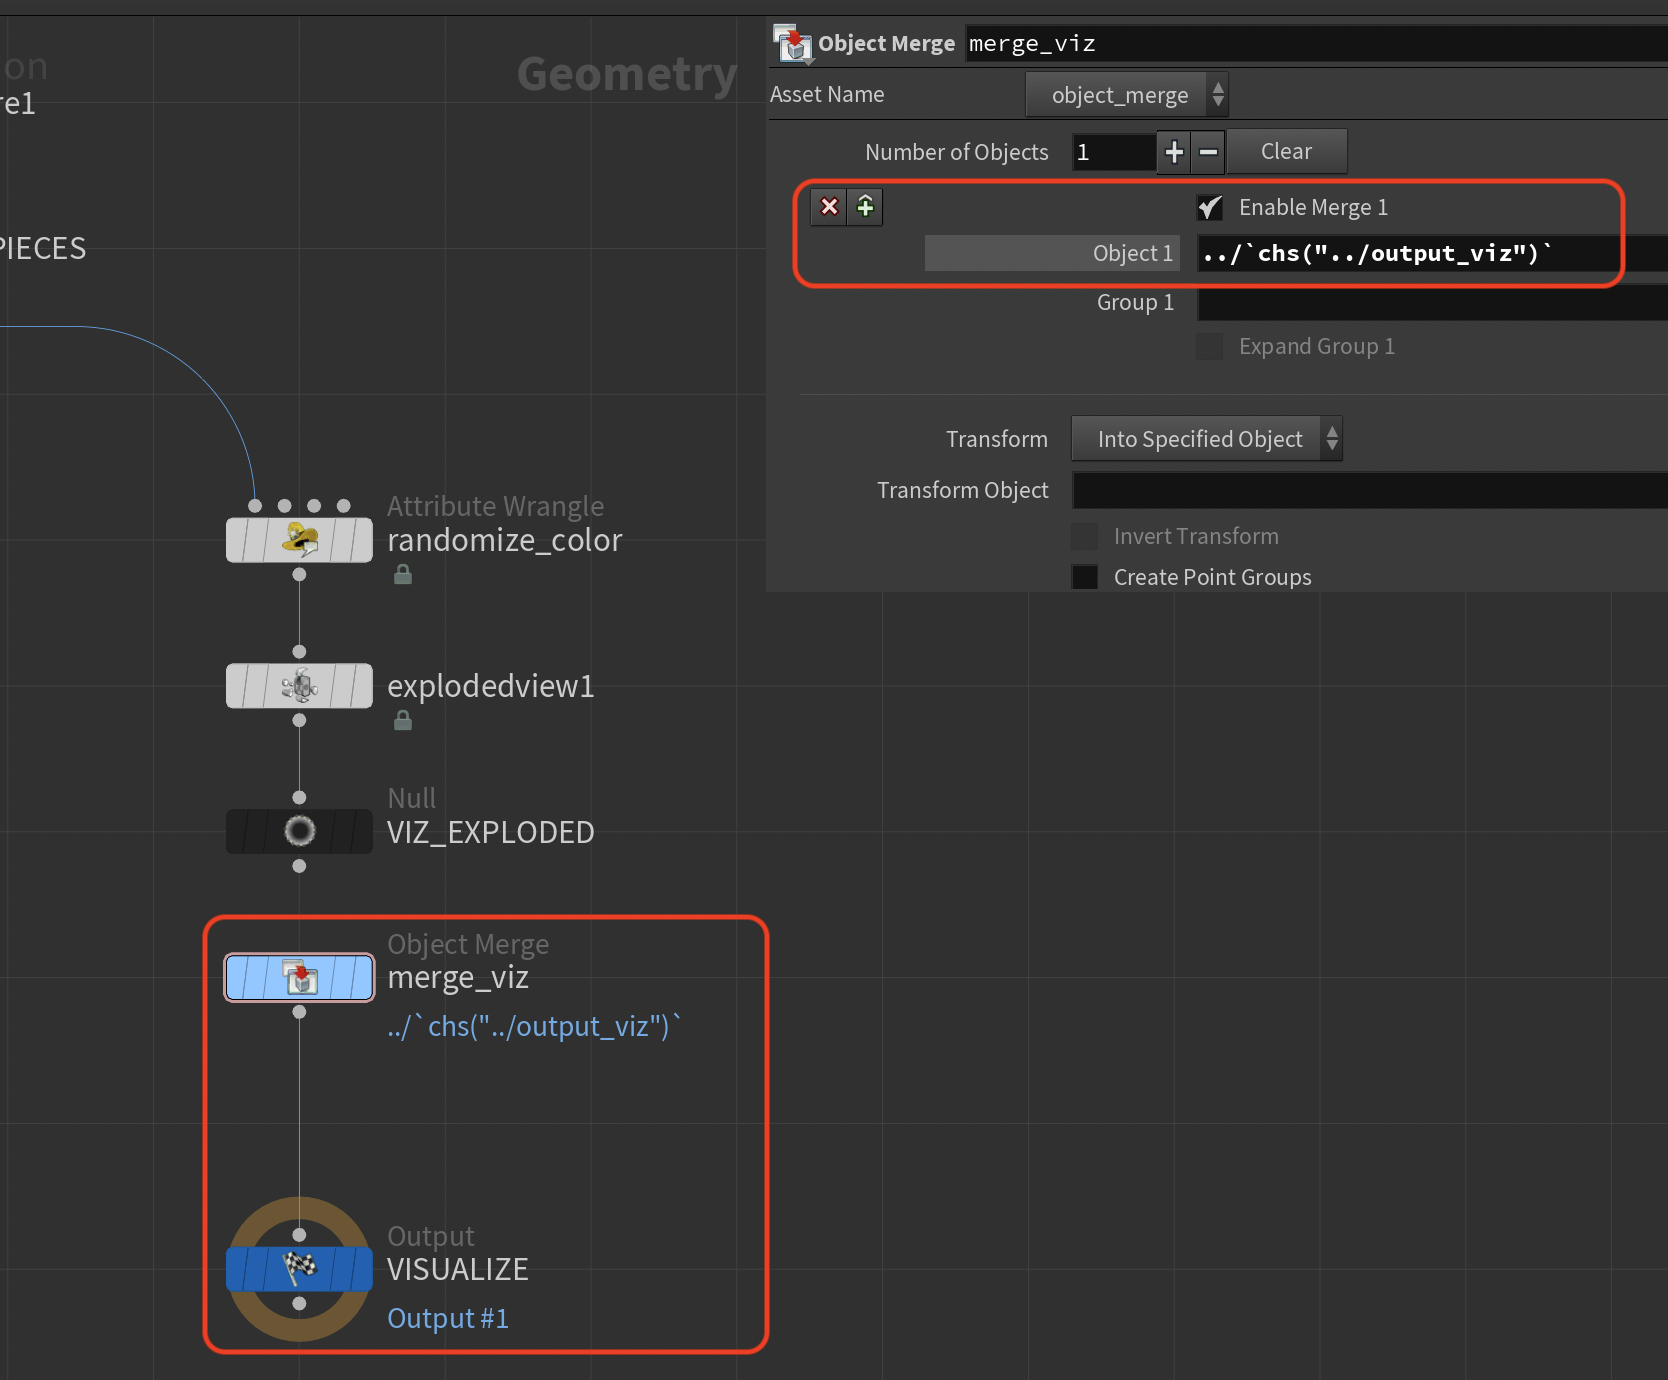 Geometry
re1
PIECES
Attribute Wrangle
randomize_color
explodedview1
Null
VIZ_EXPLODED
Object Merge
merge_viz
../`chs("../output_viz")`
Output
VISUALIZE
Output #1
Object Merge merge_viz
Asset Name object_merge
Number of Objects 1 Clear
Enable Merge 1
Object 1 ../`chs("../output_viz")`
Group 1
Expand Group 1
Transform Into Specified Object
Transform Object
Invert Transform
Create Point Groups